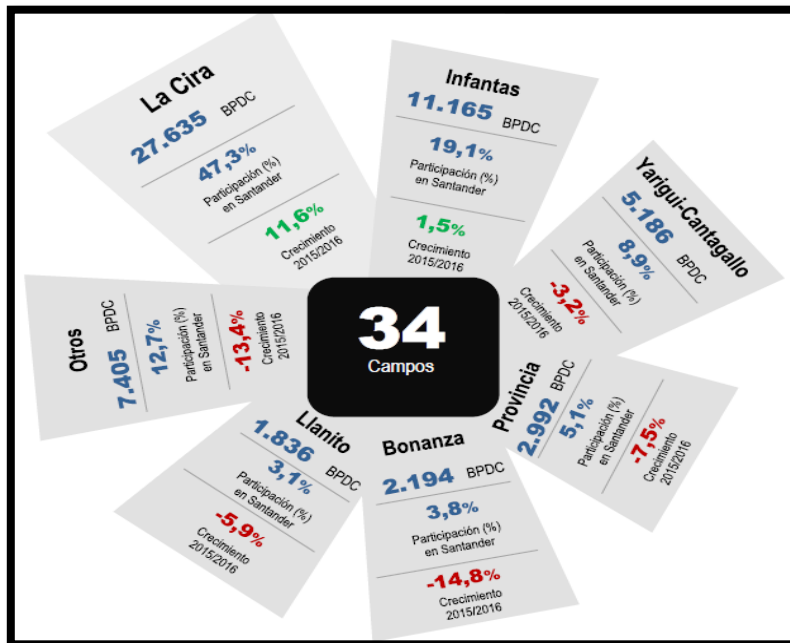 La Cira
27.635 BPDC
47,3%
Participación (%)
en Santander
11,6%
Crecimiento
2015/2016
Infantas
11.165 BPDC
19,1%
Participación (%)
en Santander
1,5%
Crecimiento
2015/2016
Yarigui-Cantagallo
5.186 BPDC
8,9%
Participación (%)
en Santander
-3,2%
Crecimiento
2015/2016
Otros
7.405 BPDC
12,7%
Participación (%)
en Santander
-13,4%
Crecimiento
2015/2016
34
Campos
Provincia
2.992 BPDC
5,1%
Participación (%)
en Santander
-7,5%
Crecimiento
2015/2016
Llanito
1.836 BPDC
3,1%
Participación (%)
en Santander
-5,9%
Crecimiento
2015/2016
Bonanza
2.194 BPDC
3,8%
Participación (%)
en Santander
-14,8%
Crecimiento
2015/2016